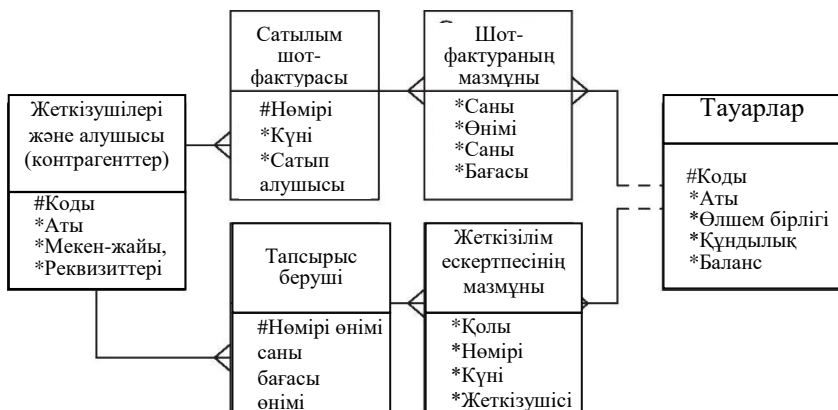 Жеткізушілері
және алушысы
(контрагенттер)
#Коды
*Аты
*Мекен-жайы,
*Реквизиттері
Сатылым
шот-
фактурасы
#Нөмірі
*Күні
*Сатып
алушысы
Шот-
фактураның
мазмұны
*Саны
*Өнімі
*Саны
*Бағасы
Тауарлар
#Коды
*Аты
*Өлшем бірлігі
*Құндылық
*Баланс
Тапсырыс
беруші
#Нөмірі өнімі
саны
бағасы
өнімі
Жеткізілім
ескертпесінің
мазмұны
*Қолы
*Нөмірі
*Күні
*Жеткізушісі